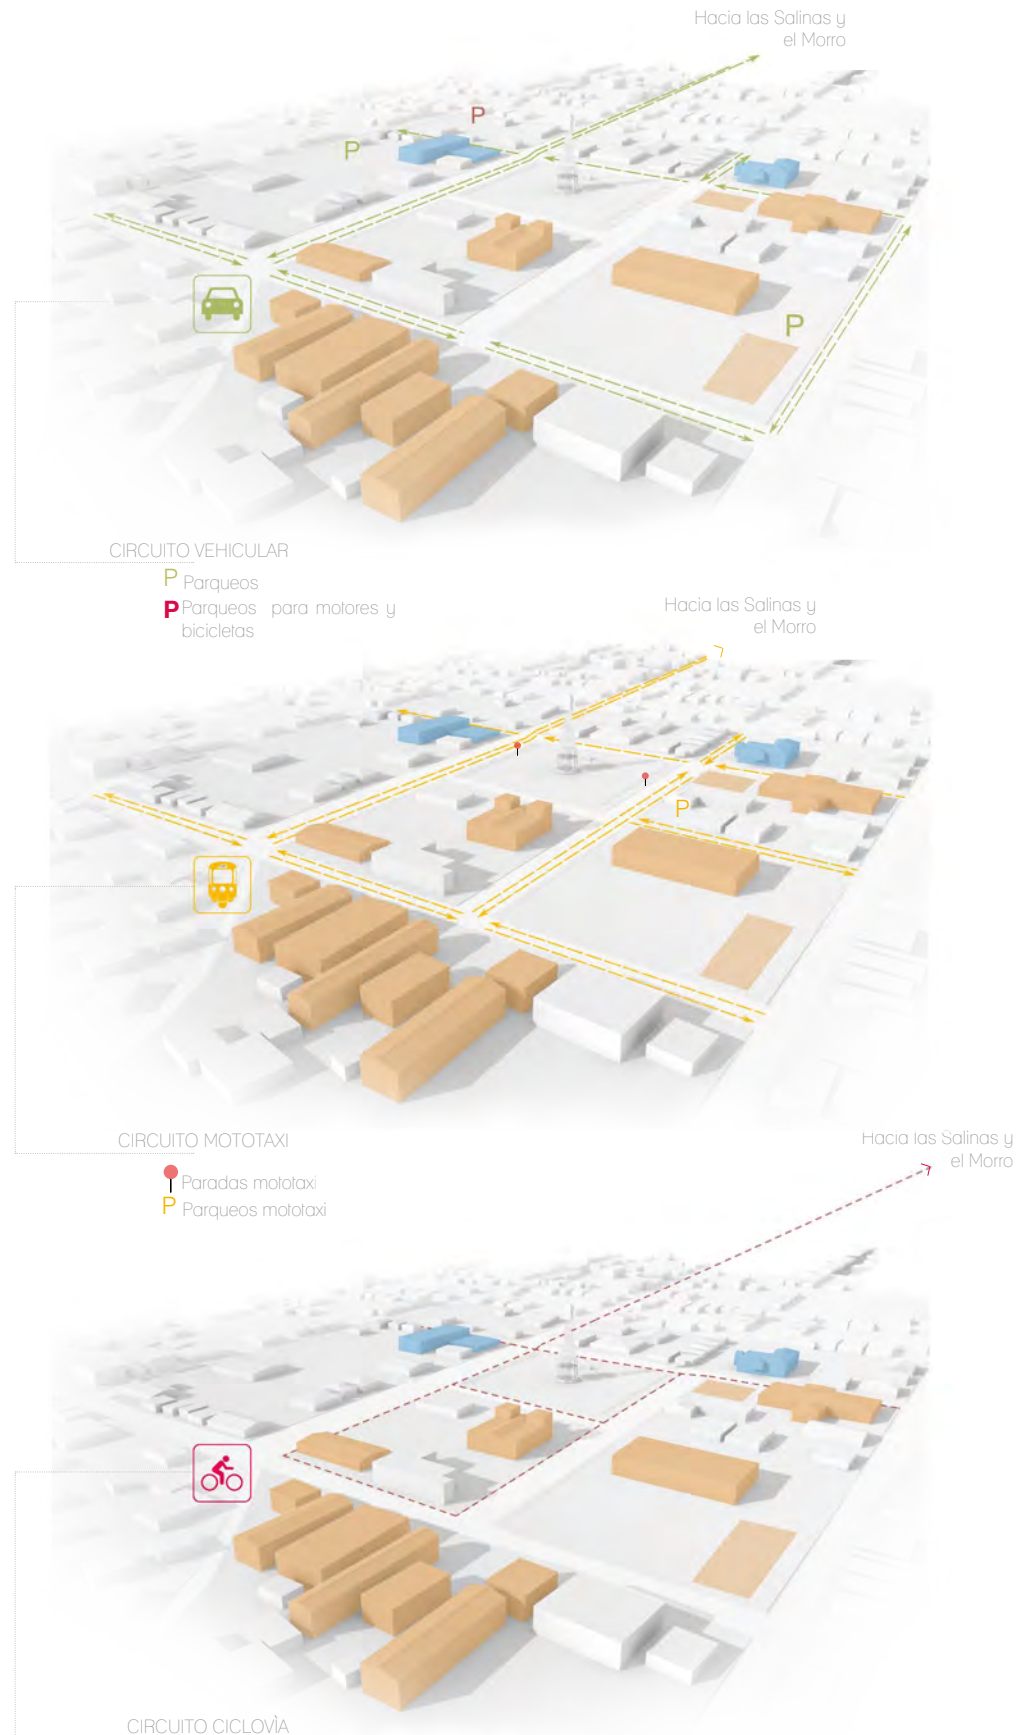 Hacia las Salinas y
el Morro
P
P
P
CIRCUITO VEHICULAR
P Parqueos
P Parqueos para motores y
bicicletas
Hacia las Salinas y
el Morro
P
CIRCUITO MOTOTAXI
Paradas mototaxi
P Parqueos mototaxi
Hacia las Salinas y
el Morro
CIRCUITO CICLOVÌA